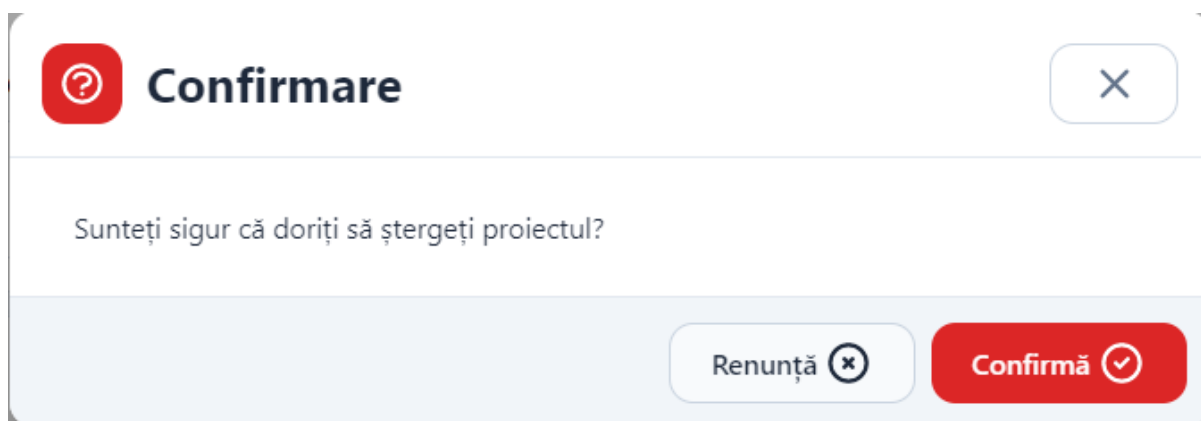 Confirmare
Sunteți sigur că doriți să ștergeți proiectul?
Renunță
Confirmă